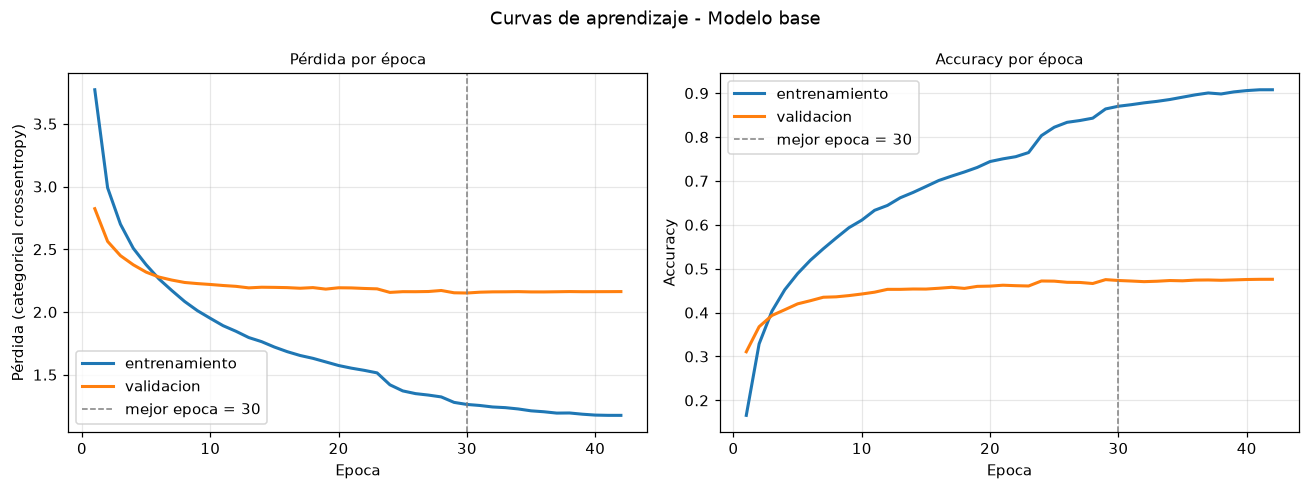 Curvas de aprendizaje - Modelo base
Pérdida por época
Pérdida (categorical crossentropy)
3.5
3.0
2.5
2.0
1.5
entrenamiento
validacion
mejor epoca = 30
0 10 20 30 40
Epoca
Accuracy por época
Accuracy
0.9
0.8
0.7
0.6
0.5
0.4
0.3
0.2
entrenamiento
validacion
mejor epoca = 30
0 10 20 30 40
Epoca